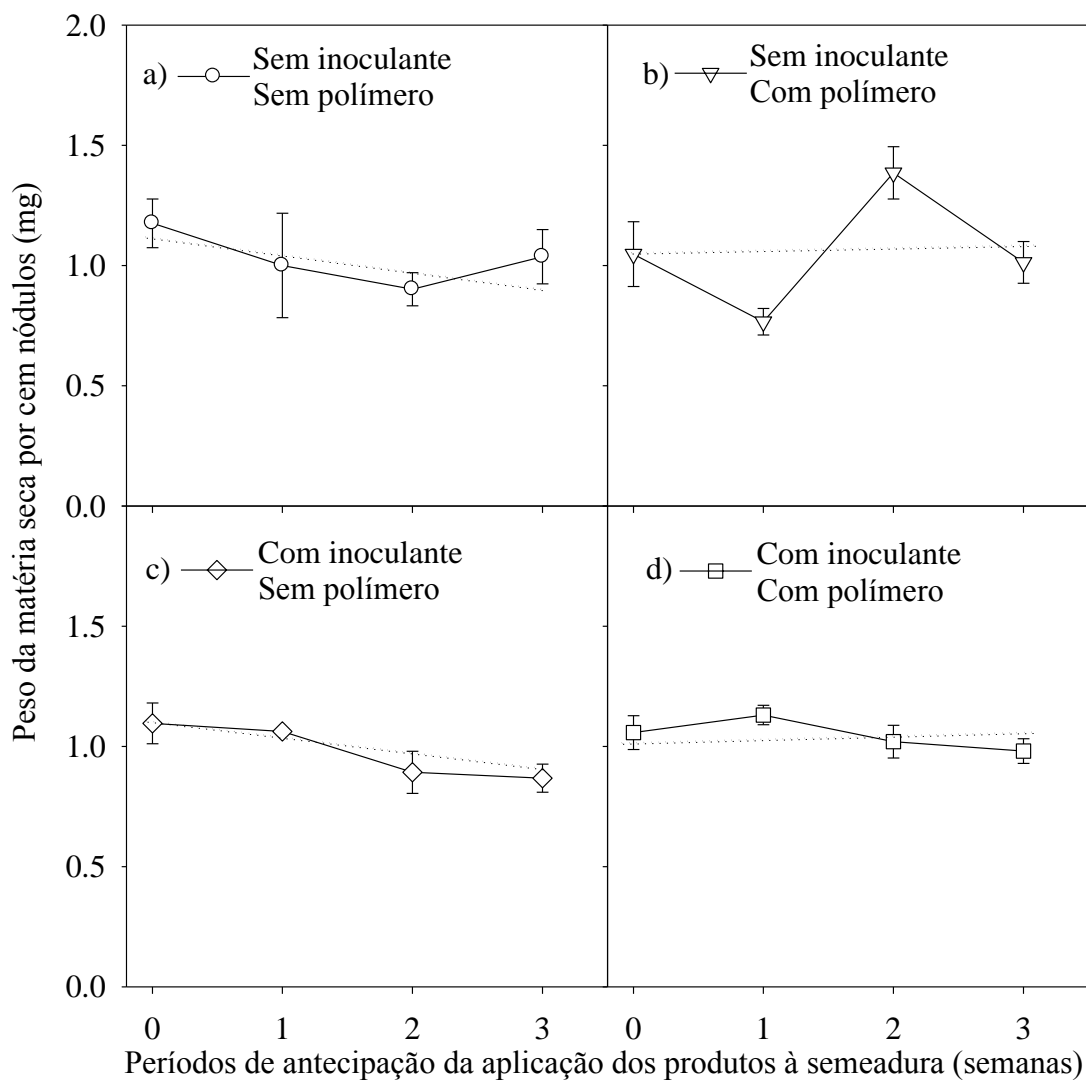 2.0
a) Sem inoculante
Sem polímero
b) Sem inoculante
Com polímero
1.5
1.0
0.5
0.0
Peso da matéria seca por cem nódulos (mg)
c) Com inoculante
Sem polímero
d) Com inoculante
Com polímero
1.5
1.0
0.5
0.0
0 1 2 3 0 1 2 3
Períodos de antecipação da aplicação dos produtos à semeadura (semanas)